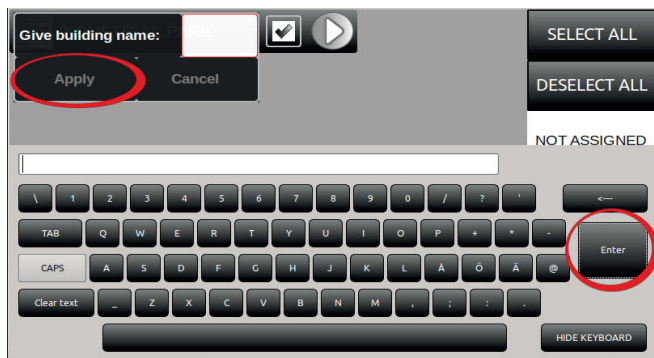 Give building name: PARK
SELECT ALL
Apply Cancel
DESELECT ALL
NOT ASSIGNED
\ 1 2 3 4 5 6 7 8 9 0 / ? ' <---
TAB Q W E R T Y U I O P + * - Enter
CAPS A S D F G H J K L Å Ö Ä @
Clear text _ Z X C V B N M , ; : .
HIDE KEYBOARD